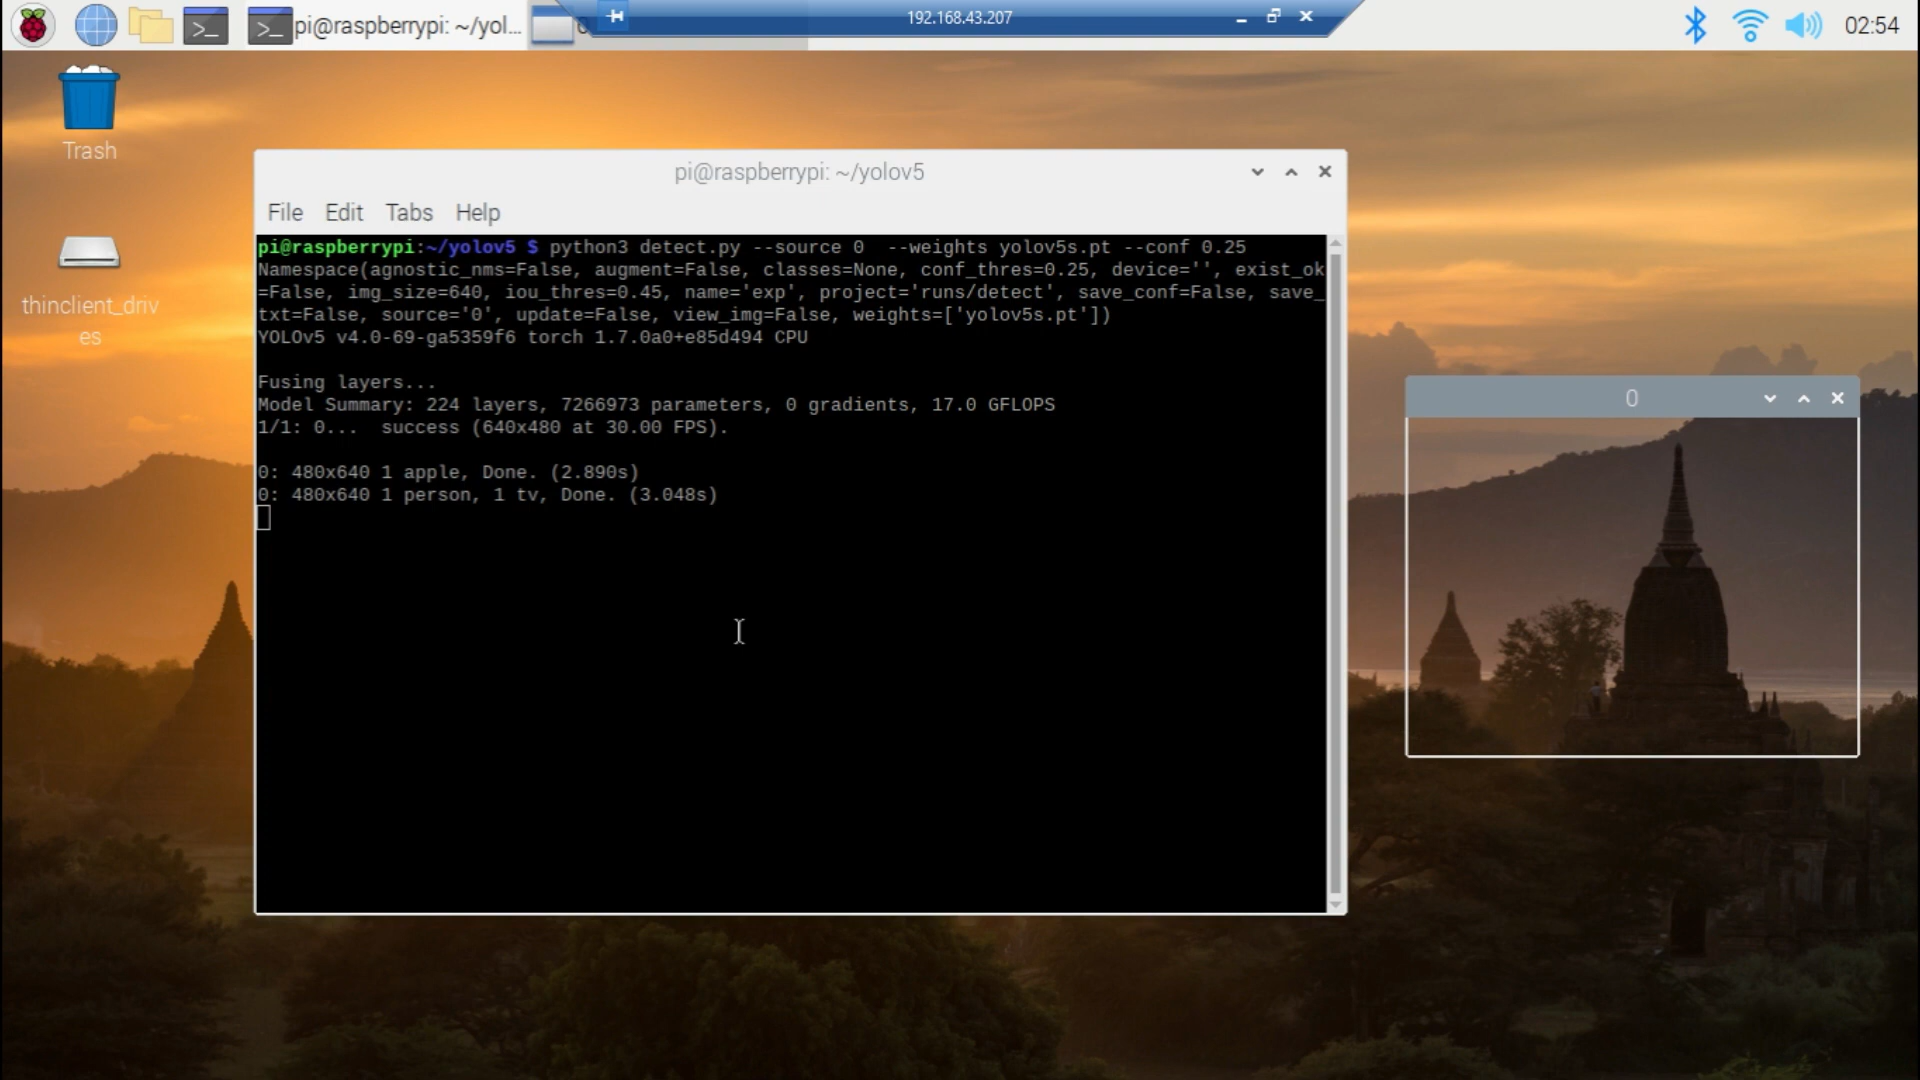 pi@raspberrypi: ~/yol...
192.168.43.207
02:54
Trash
thinclient_driv
es
pi@raspberrypi: ~/yolov5
File Edit Tabs Help
pi@raspberrypi:~/yolov5 $ python3 detect.py --source 0  --weights yolov5s.pt --conf 0.25
Namespace(agnostic_nms=False, augment=False, classes=None, conf_thres=0.25, device='', exist_ok
=False, img_size=640, iou_thres=0.45, name='exp', project='runs/detect', save_conf=False, save_
txt=False, source='0', update=False, view_img=False, weights=['yolov5s.pt'])
YOLOv5 v4.0-69-ga5359f6 torch 1.7.0a0+e85d494 CPU
Fusing layers...
Model Summary: 224 layers, 7266973 parameters, 0 gradients, 17.0 GFLOPS
1/1: 0...  success (640x480 at 30.00 FPS).
0: 480x640 1 apple, Done. (2.890s)
0: 480x640 1 person, 1 tv, Done. (3.048s)
0